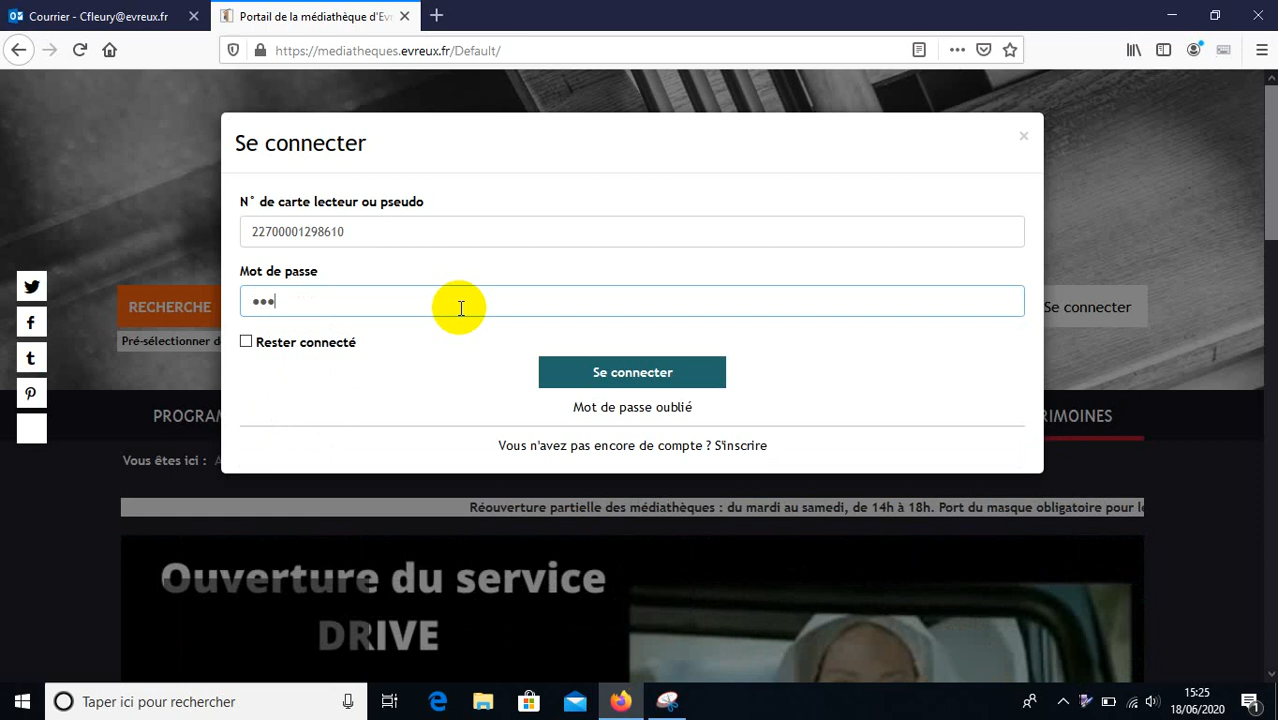 Courrier - Cfleury@evreux.fr
Portail de la médiathèque d'Evr
https://mediatheques.evreux.fr/Default/
Se connecter
N° de carte lecteur ou pseudo
22700001298610
Mot de passe
•••
RECHERCHE
Se connecter
Pré-sélectionner de
Rester connecté
Se connecter
Mot de passe oublié
PROGRAM
RIMOINES
Vous n'avez pas encore de compte ? S'inscrire
Vous êtes ici : A
Réouverture partielle des médiathèques : du mardi au samedi, de 14h à 18h. Port du masque obligatoire pour le
Ouverture du service
DRIVE
Taper ici pour rechercher
15:25
18/06/2020
1